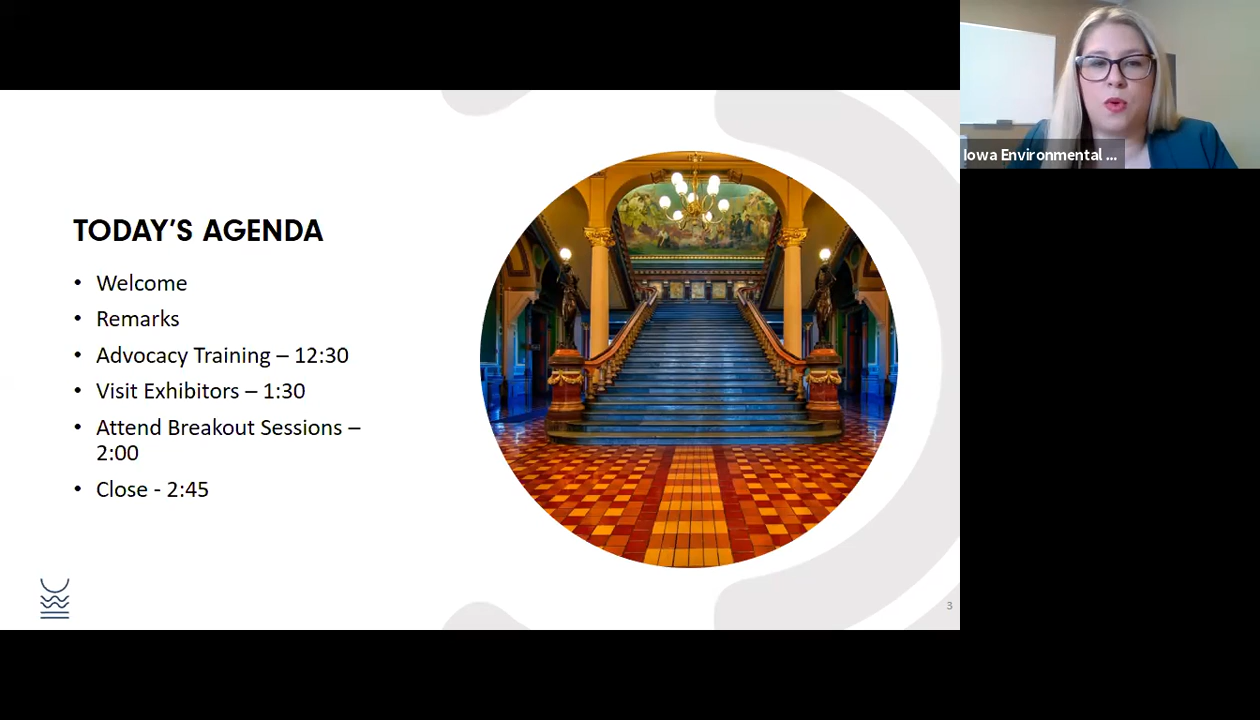 TODAY’S AGENDA
• Welcome
• Remarks
• Advocacy Training – 12:30
• Visit Exhibitors – 1:30
• Attend Breakout Sessions –
2:00
• Close - 2:45
3
Iowa Environmental ...